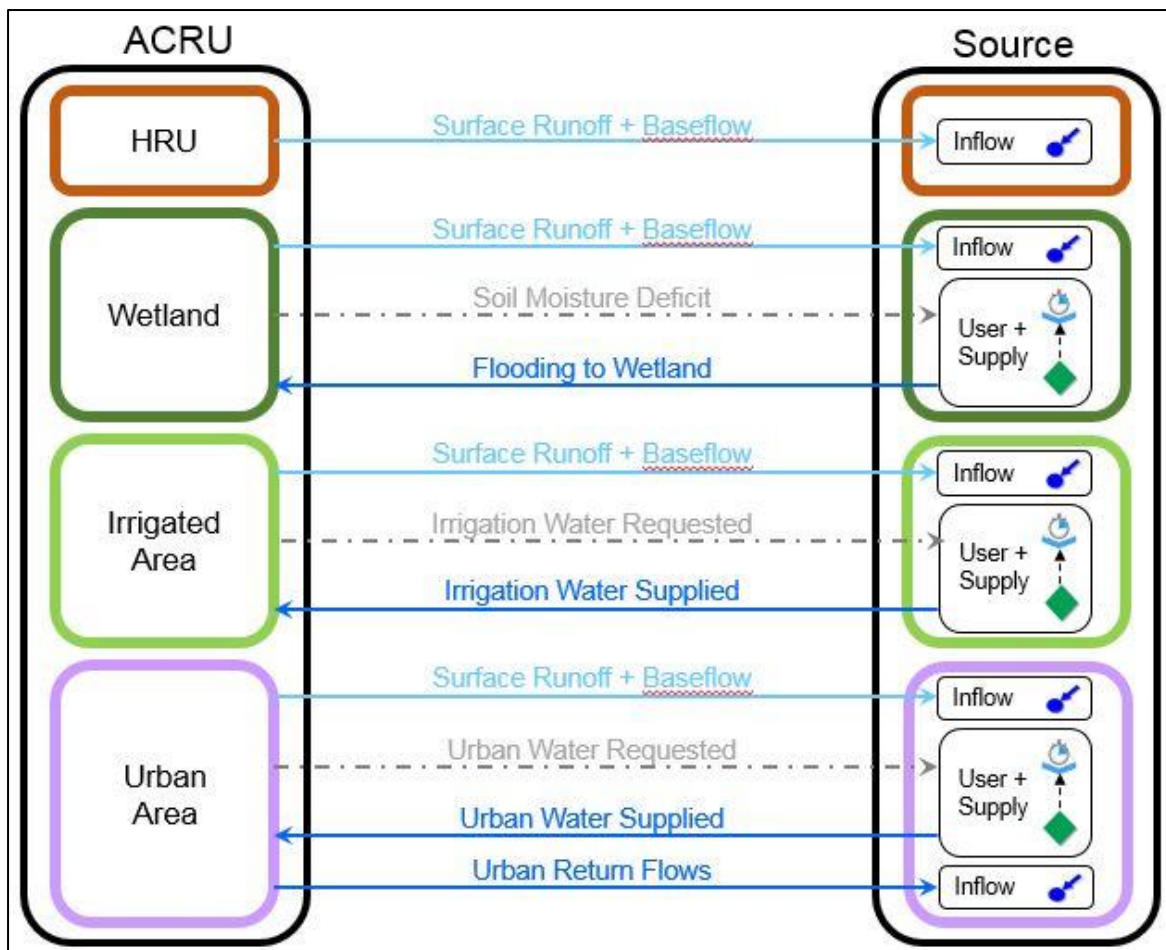 ACRU
Source
HRU
Surface Runoff + Baseflow
Inflow
Wetland
Surface Runoff + Baseflow
Inflow
Soil Moisture Deficit
User +
Supply
Flooding to Wetland
Irrigated
Area
Surface Runoff + Baseflow
Inflow
Irrigation Water Requested
User +
Supply
Irrigation Water Supplied
Urban
Area
Surface Runoff + Baseflow
Inflow
Urban Water Requested
User +
Supply
Urban Water Supplied
Urban Return Flows
Inflow